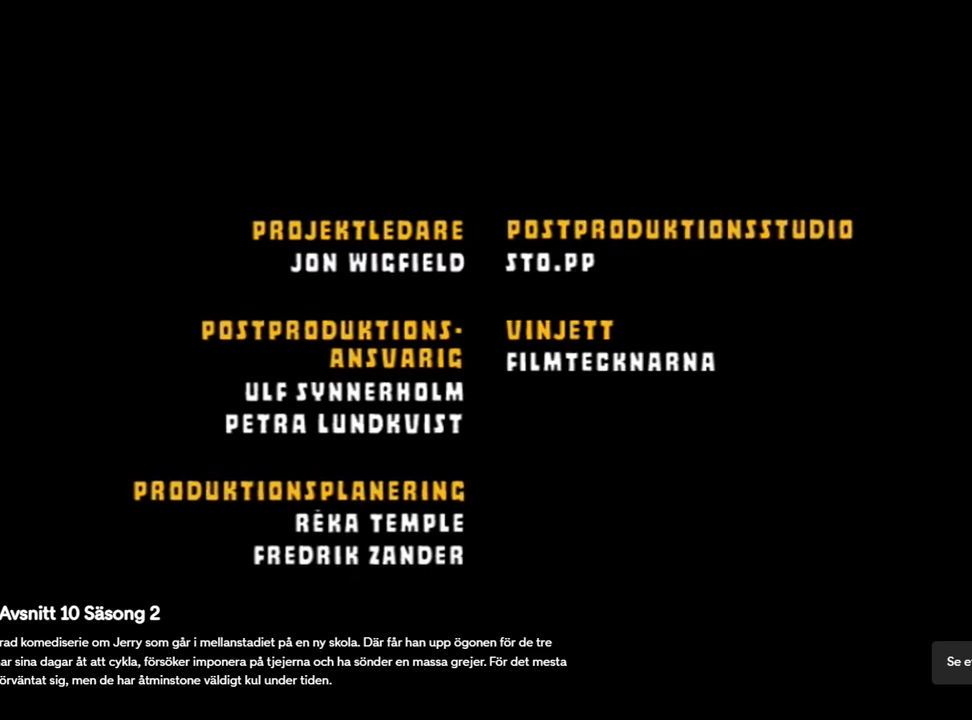 PROJEKTLEDARE
JON WIGFIELD
POSTPRODUKTIONS-
ANSVARIG
ULF SYNNERHOLM
PETRA LUNDKVIST
PRODUKTIONSPLANERING
RÉKA TEMPLE
FREDRIK ZANDER
POSTPRODUKTIONSSTUDIO
STO.PP
VINJETT
FILMTECKNARNA
Avsnitt 10 Säsong 2
rad komediserie om Jerry som går i mellanstadiet på en ny skola. Där får han upp ögonen för de tre
ar sina dagar åt att cykla, försöker imponera på tjejerna och ha sönder en massa grejer. För det mesta
örväntat sig, men de har åtminstone väldigt kul under tiden.
Se